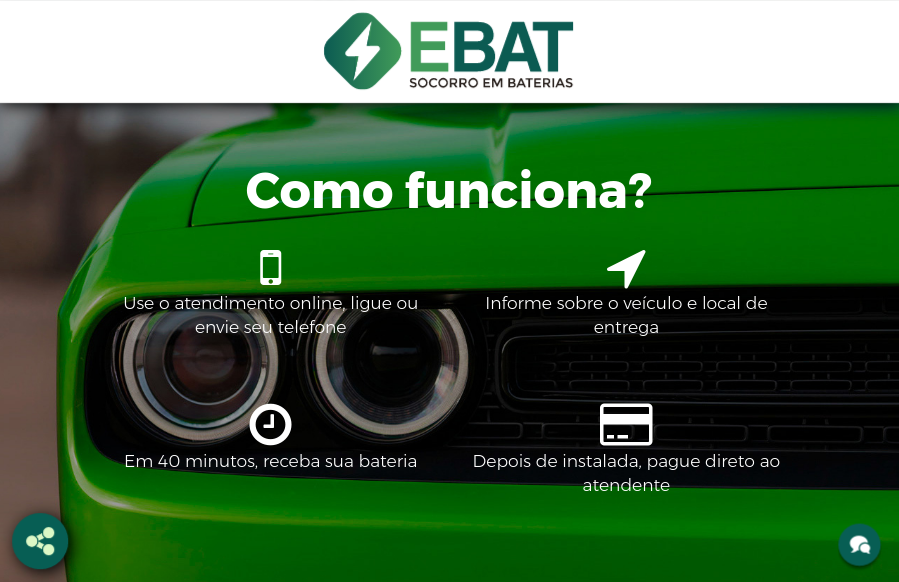 EBAT
SOCORRO EM BATERIAS
Como funciona?
Use o atendimento online, ligue ou
envie seu telefone
Informe sobre o veículo e local de
entrega
Em 40 minutos, receba sua bateria
Depois de instalada, pague direto ao
atendente